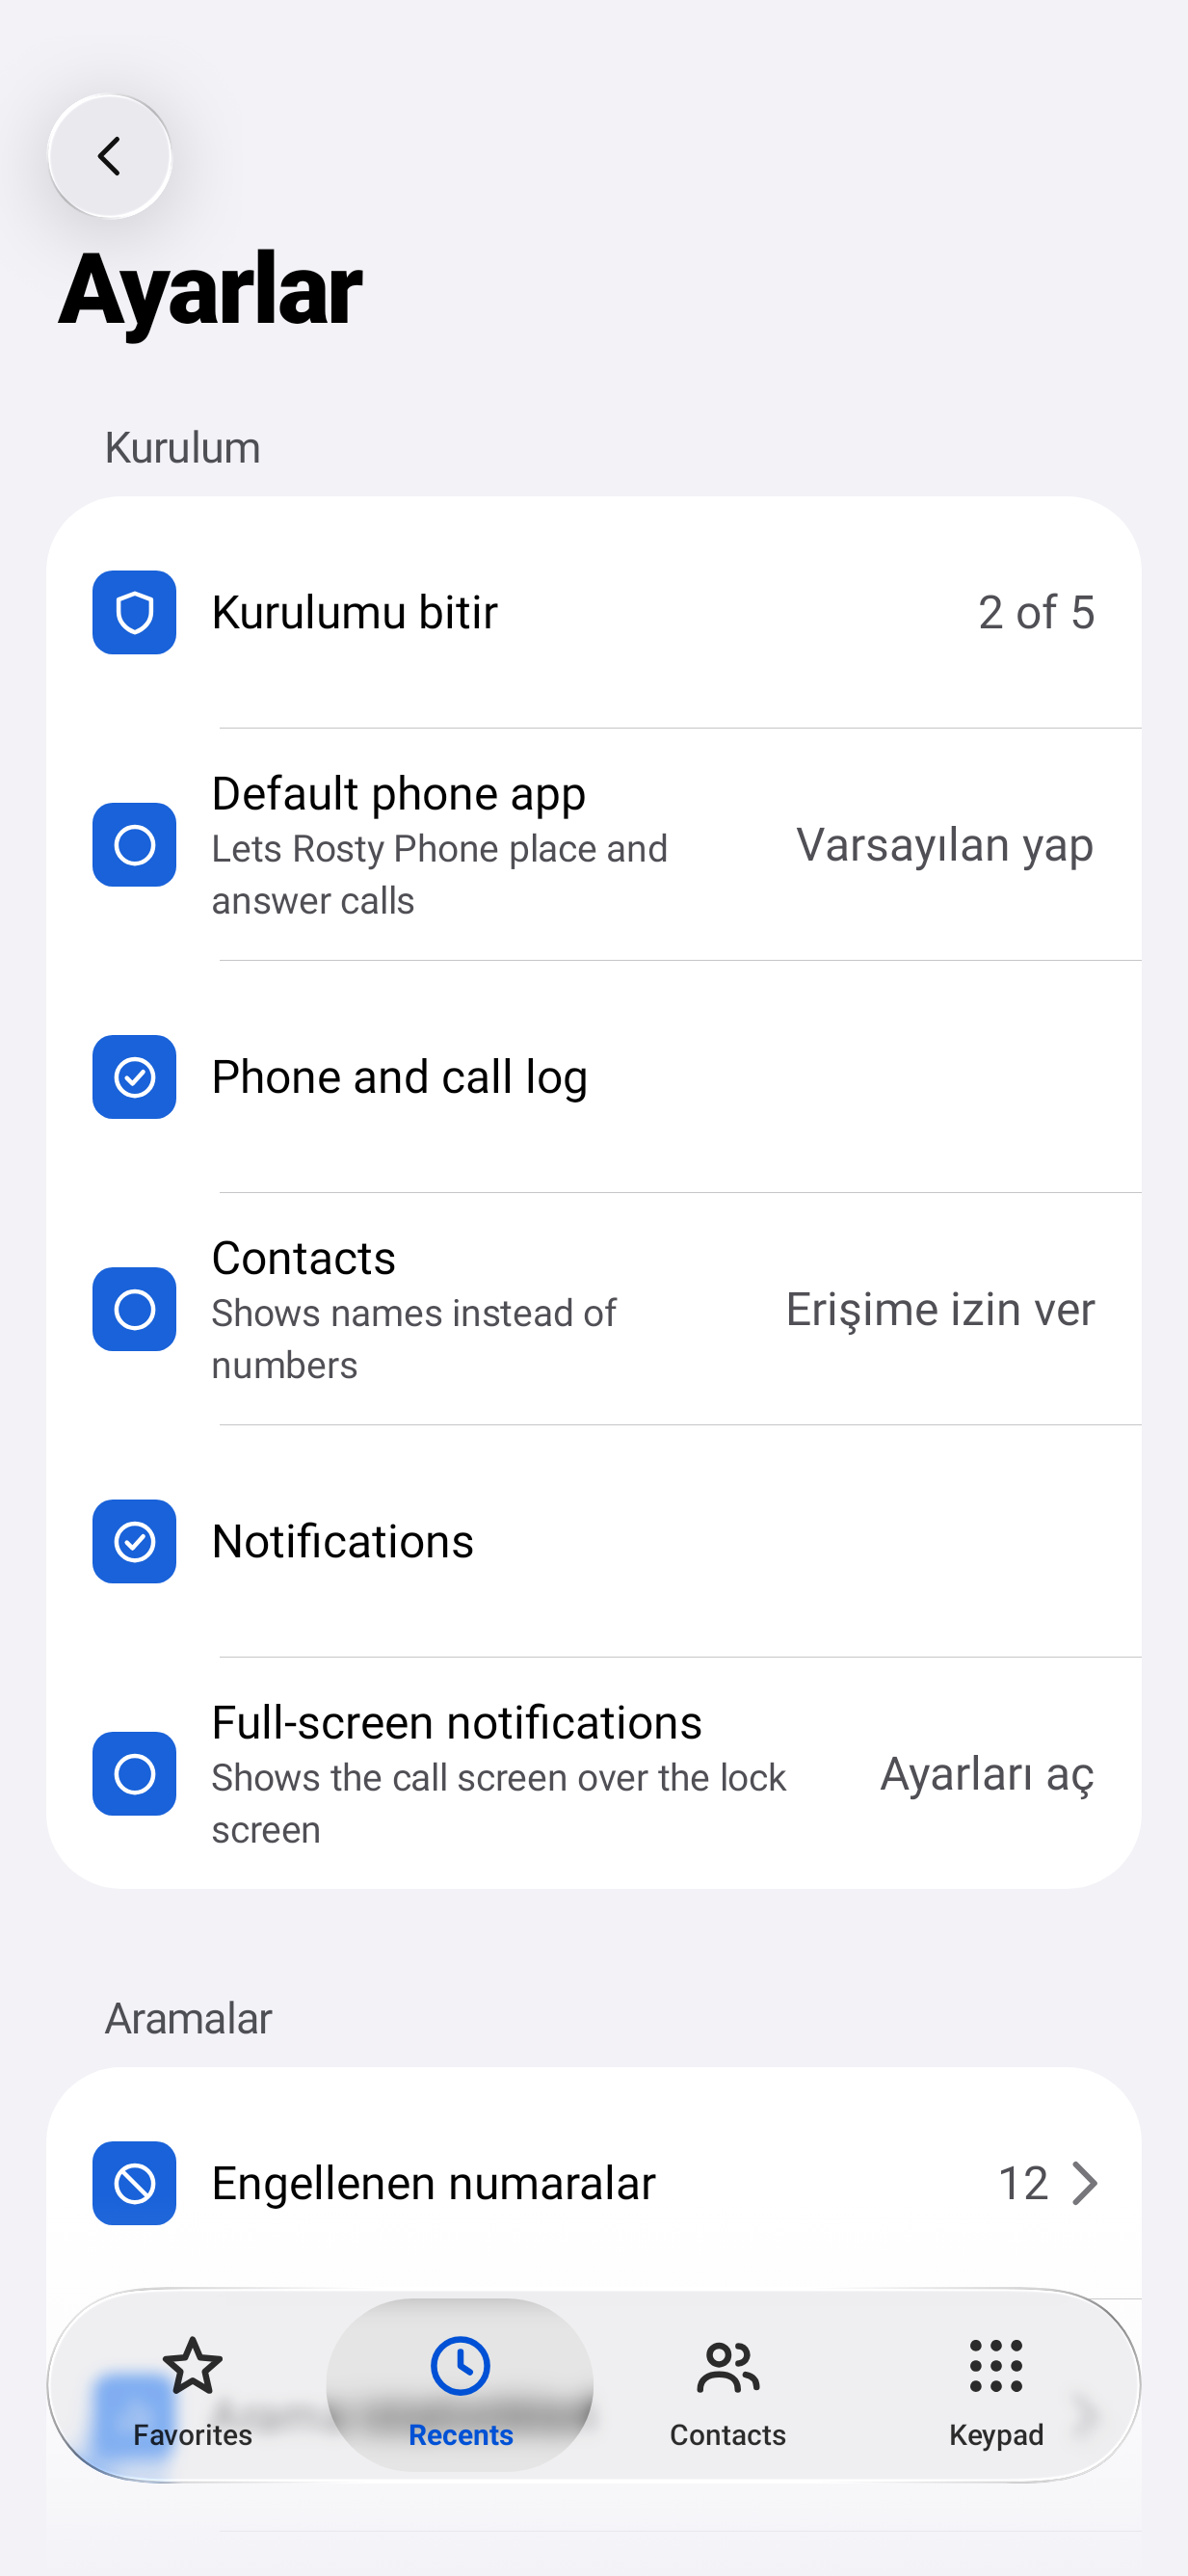 Ayarlar
Kurulum
Kurulumu bitir
2 of 5
Default phone app
Lets Rosty Phone place and
answer calls
Varsayılan yap
Phone and call log
Contacts
Shows names instead of
numbers
Erişime izin ver
Notifications
Full-screen notifications
Shows the call screen over the lock
screen
Ayarları aç
Aramalar
Engellenen numaralar
12
Favorites
Recents
Contacts
Keypad